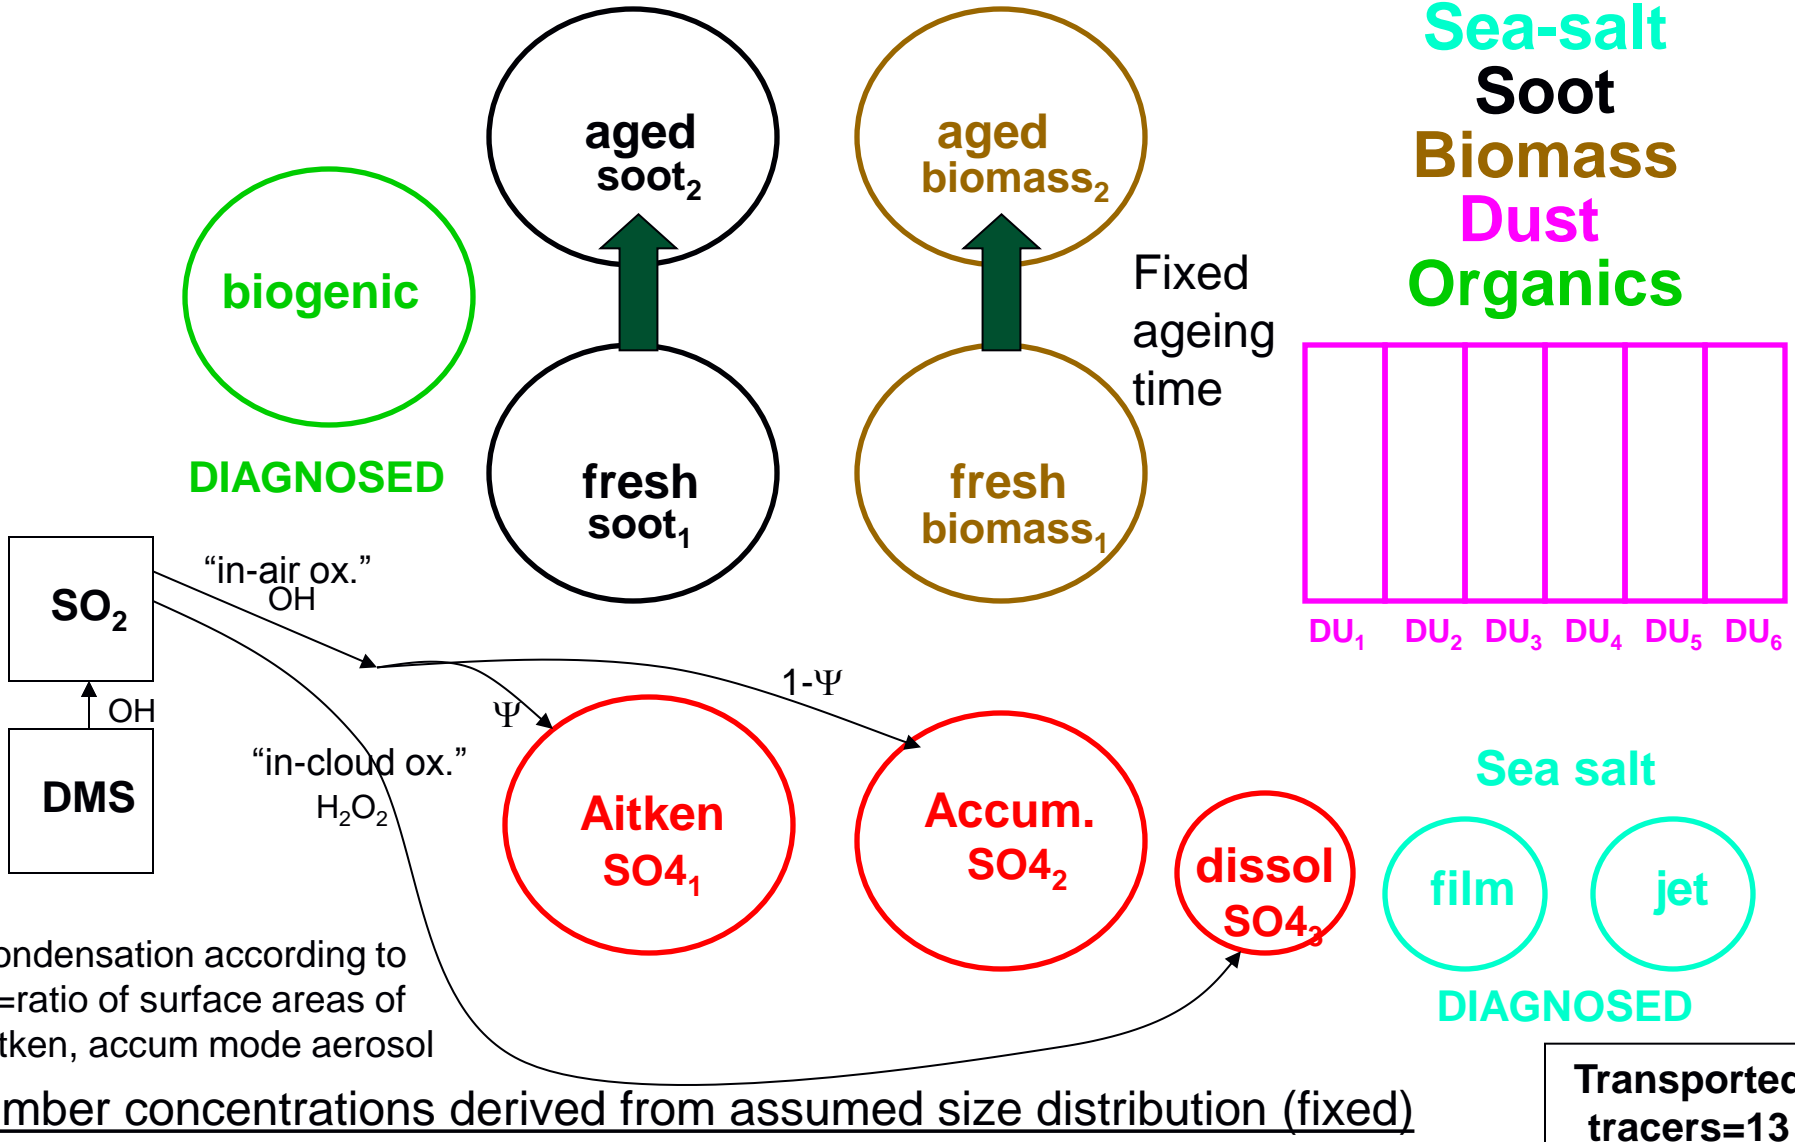 Sea-salt
Soot
Biomass
Dust
Organics
aged
soot₂
aged
biomass₂
biogenic
DIAGNOSED
Fixed
ageing
time
fresh
soot₁
fresh
biomass₁
DU₁ DU₂ DU₃ DU₄ DU₅ DU₆
SO₂
“in-air ox.”
OH
OH
DMS
Ψ
1-Ψ
“in-cloud ox.”
H₂O₂
Aitken
SO4₁
Accum.
SO4₂
dissol
SO4₃
Sea salt
film
jet
DIAGNOSED
ondensation according to
=ratio of surface areas of
tken, accum mode aerosol
mber concentrations derived from assumed size distribution (fixed)
Transported
tracers=13